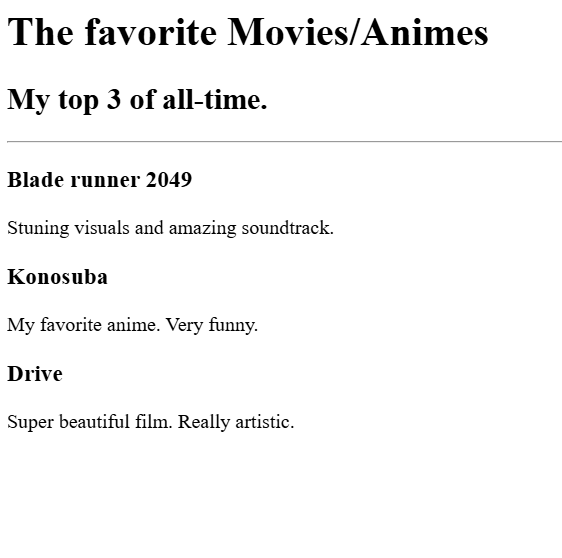 The favorite Movies/Animes
My top 3 of all-time.
Blade runner 2049
Stuning visuals and amazing soundtrack.
Konosuba
My favorite anime. Very funny.
Drive
Super beautiful film. Really artistic.